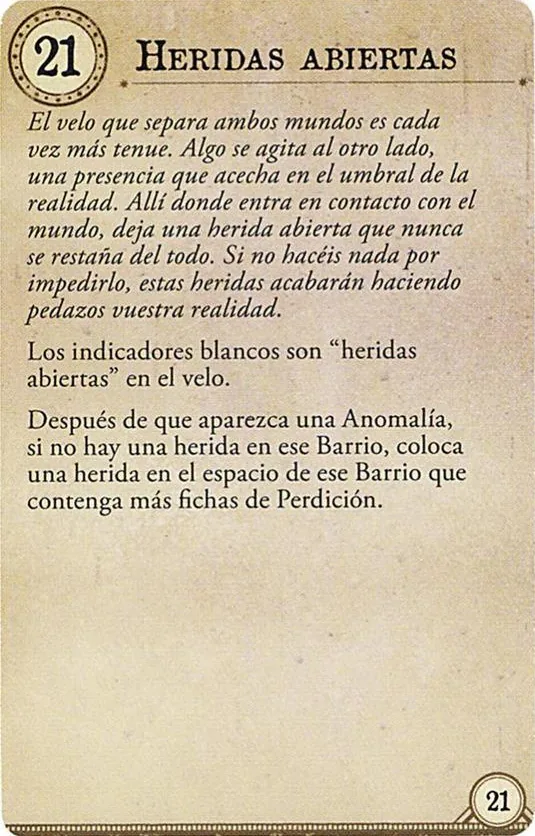 21
HERIDAS ABIERTAS
El velo que separa ambos mundos es cada
vez más tenue. Algo se agita al otro lado,
una presencia que acecha en el umbral de la
realidad. Allí donde entra en contacto con el
mundo, deja una herida abierta que nunca
se restaña del todo. Si no hacéis nada por
impedirlo, estas heridas acabarán haciendo
pedazos vuestra realidad.
Los indicadores blancos son “heridas
abiertas” en el velo.
Después de que aparezca una Anomalía,
si no hay una herida en ese Barrio, coloca
una herida en el espacio de ese Barrio que
contenga más fichas de Perdición.
21